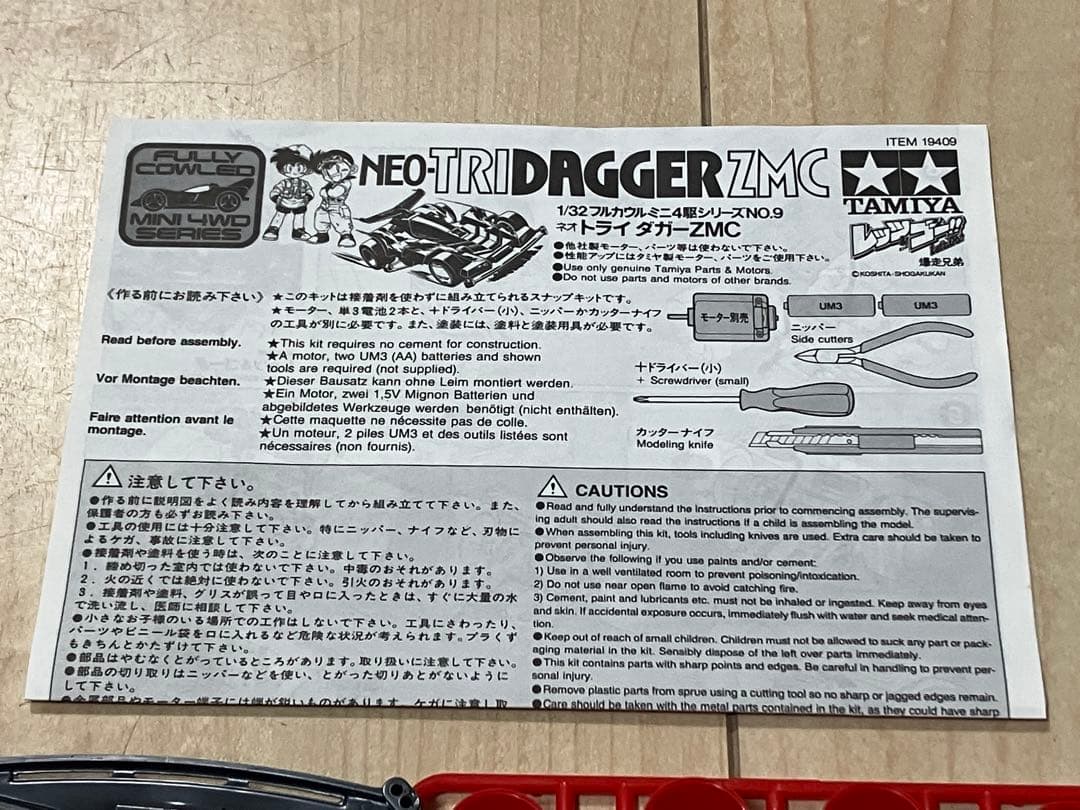 FULLY
COWLED
MINI 4WD
SERIES
NEO-TRIDAGGERZMC
1/32フルカウルミニ4駆シリーズNO.9
ネオ トライ ダガーZMC
●他社製モーター、パーツ等は使わないで下さい。
●性能アップにはタミヤ製モーター、パーツをご使用下さい。
●Use only genuine Tamiya Parts & Motors.
●Do not use parts and motors of other brands.
ITEM 19409
TAMIYA
レッツ&ゴー!!
爆走兄弟
©KOSHITA・SHOGAKUKAN
《作る前にお読み下さい》
★このキットは接着剤を使わずに組み立てられるスナップキットです。
★モーター、単3電池2本と、+ドライバー(小)、ニッパーかカッターナイフ
の工具が別に必要です。また、塗装には、塗料と塗装用具が必要です。
Read before assembly.
★This kit requires no cement for construction.
★A motor, two UM3 (AA) batteries and shown
tools are required (not supplied).
Vor Montage beachten.
★Dieser Bausatz kann ohne Leim montiert werden.
★Ein Motor, zwei 1,5V Mignon Batterien und
abgebildetes Werkzeuge werden benötigt (nicht enthälten).
Faire attention avant le
montage.
★Cette maquette ne nécessite pas de colle.
★Un moteur, 2 piles UM3 et des outils listées sont
nécessaires (non fournis).
モーター別売
UM3
UM3
ニッパー
Side cutters
+ドライバー(小)
+ Screwdriver (small)
カッターナイフ
Modeling knife
注意して下さい。
●作る前に説明図をよく読み内容を理解してから組み立てて下さい。また、
保護者の方も必ずお読み下さい。
●工具の使用には十分注意して下さい。特にニッパー、ナイフなど、刃物に
よるケガ、事故に注意して下さい。
●接着剤や塗料を使う時は、次のことに注意して下さい。
1．締め切った室内では使わないで下さい。中毒のおそれがあります。
2．火の近くでは絶対に使わないで下さい。引火のおそれがあります。
3．接着剤や塗料、グリスが誤って目や口に入ったときは、すぐに大量の水
で洗い流し、医師に相談して下さい。
●小さなお子様のいる場所での工作はしないで下さい。工具にさわったり、
パーツやビニール袋を口に入れるなど危険な状況が考えられます。プラくず
もきちんとかたずけて下さい。
●部品はやむなくとがっているところがあります。取り扱いに注意して下さい。
●部品の切り取りはニッパーなどを使い、とがった切りあとがないように
して下さい。
●金属部品やモーター端子には端が鋭いものがあります。ケガに注意し取
CAUTIONS
●Read and fully understand the instructions prior to commencing assembly. The supervis-
ing adult should also read the instructions if a child is assembling the model.
●When assembling this kit, tools including knives are used. Extra care should be taken to
prevent personal injury.
●Observe the following if you use paints and/or cement:
1) Use in a well ventilated room to prevent poisoning/intoxication.
2) Do not use near open flame to avoid catching fire.
3) Cement, paint and lubricants etc. must not be inhaled or ingested. Keep away from eyes
and skin. If accidental exposure occurs, immediately flush with water and seek medical atten-
tion.
●Keep out of reach of small children. Children must not be allowed to suck any part or pack-
aging material in the kit. Sensibly dispose of the left over parts immediately.
●This kit contains parts with sharp points and edges. Be careful in handling to prevent per-
sonal injury.
●Remove plastic parts from sprue using a cutting tool so no sharp or jagged edges remain.
●Care should be taken with the metal parts contained in the kit, as they could have sharp